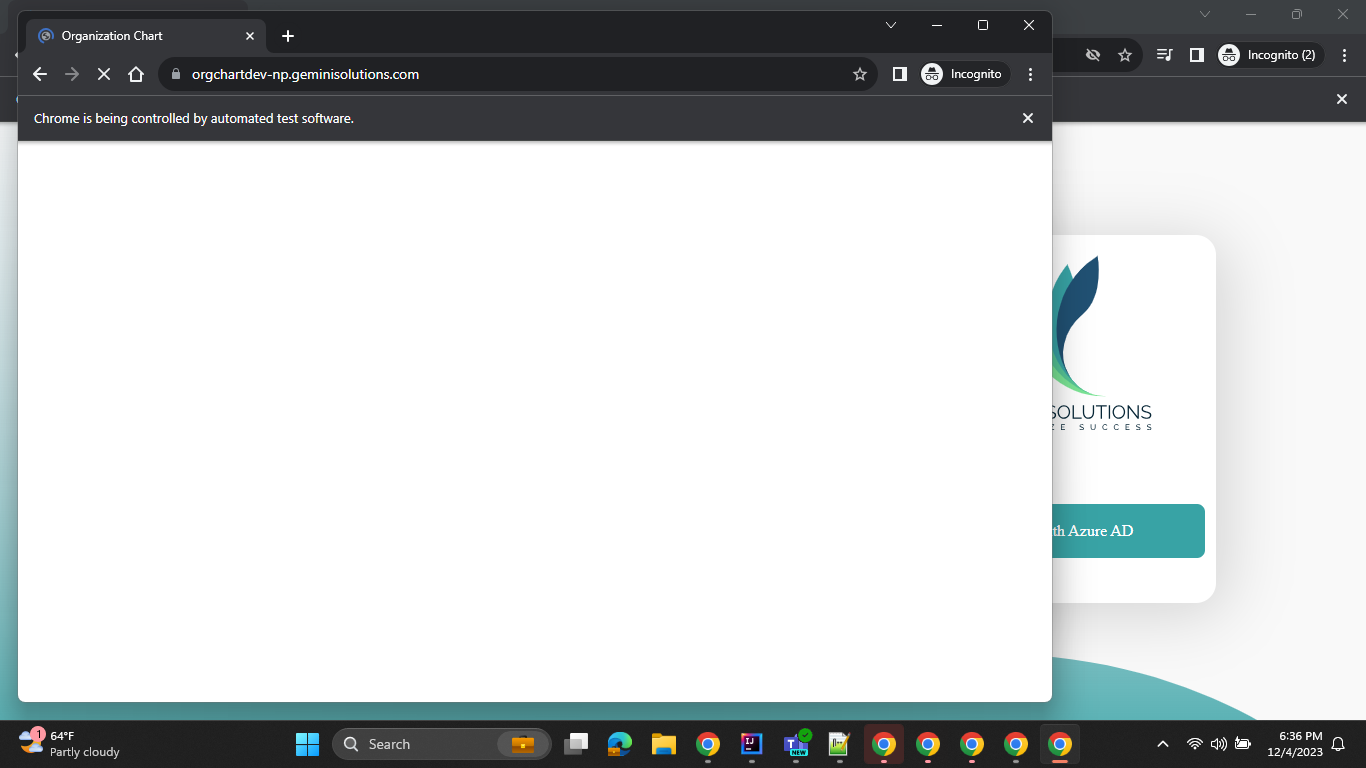 Organization Chart
orgchartdev-np.geminisolutions.com
Incognito
Incognito (2)
Chrome is being controlled by automated test software.
SOLUTIONS
ZE SUCCESS
th Azure AD
1
64°F
Partly cloudy
Search
NEW
6:36 PM
12/4/2023